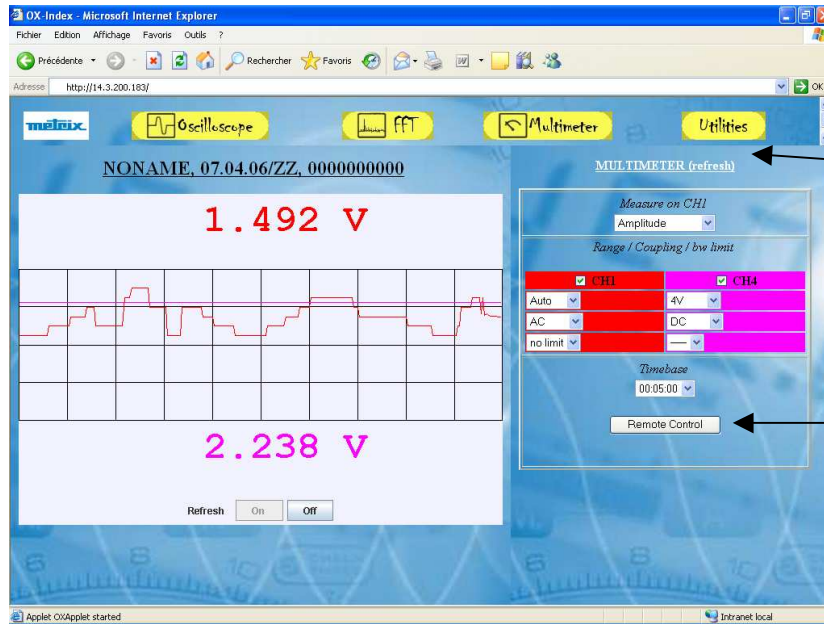 OX-Index - Microsoft Internet Explorer
Fichier Edition Affichage Favoris Outils ?
Précédente Rechercher Favoris
Adresse http://14.3.200.183/ OK
metrix Oscilloscope FFT Multimeter Utilities
NONAME, 07.04.06/ZZ, 0000000000
1.492 V
2.238 V
Refresh On Off
MULTIMETER (refresh)
Measure on CH1
Amplitude
Range / Coupling / bw limit
CH1 CH4
Auto 4V
AC DC
no limit —
Timebase
00:05:00
Remote Control
Applet OXApplet started Intranet local